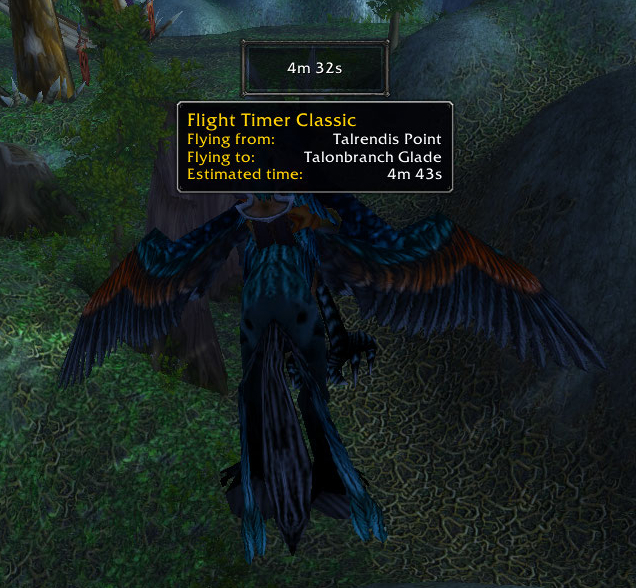 4m 32s
Flight Timer Classic
Flying from: Talrendis Point
Flying to: Talonbranch Glade
Estimated time: 4m 43s